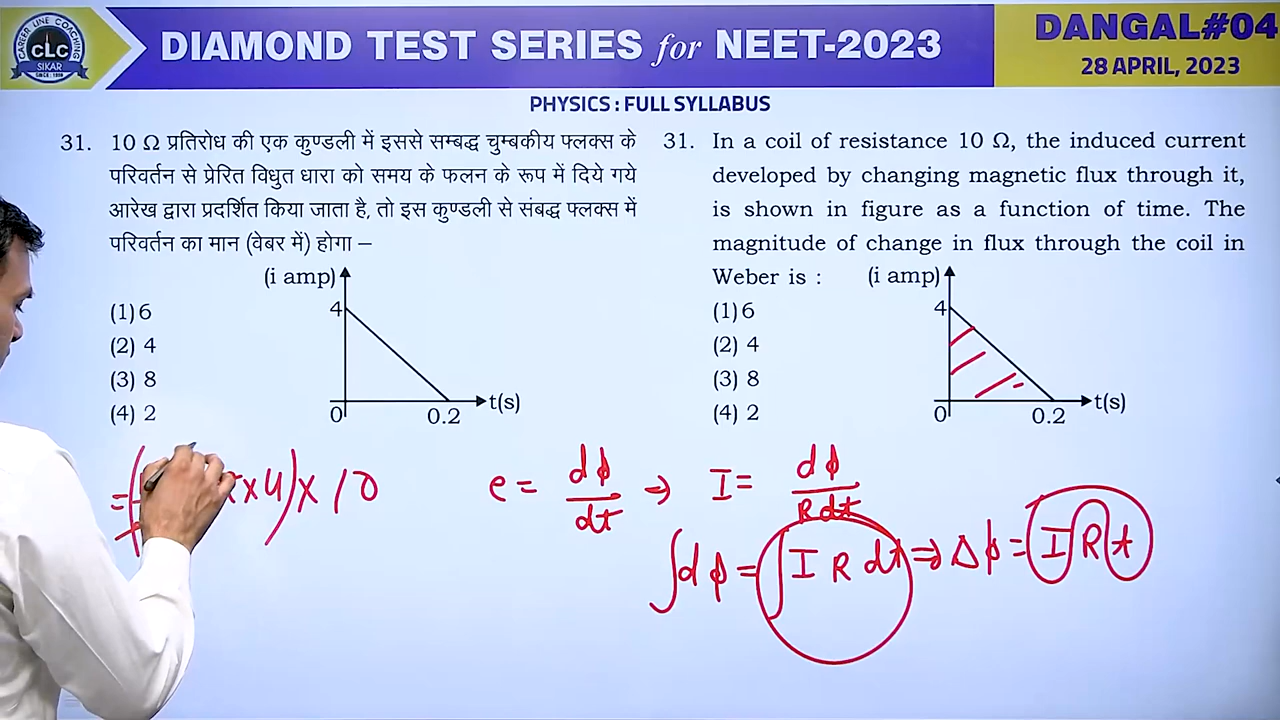 CAREER LINE COACHING
CLC
SIKAR
SINCE : 1996
DIAMOND TEST SERIES for NEET-2023
DANGAL#04
28 APRIL, 2023
PHYSICS : FULL SYLLABUS
31. 10 Ω प्रतिरोध की एक कुण्डली में इससे सम्बद्ध चुम्बकीय फ्लक्स के
परिवर्तन से प्रेरित विधुत धारा को समय के फलन के रूप में दिये गये
आरेख द्वारा प्रदर्शित किया जाता है, तो इस कुण्डली से संबद्ध फ्लक्स में
परिवर्तन का मान (वेबर में) होगा –
(i amp)
4
(1) 6
(2) 4
(3) 8
(4) 2
0
0.2
t(s)
31. In a coil of resistance 10 Ω, the induced current
developed by changing magnetic flux through it,
is shown in figure as a function of time. The
magnitude of change in flux through the coil in
Weber is :
(i amp)
4
(1) 6
(2) 4
(3) 8
(4) 2
0
0.2
t(s)
x 4) x 10
e = dϕ/dt → I = dϕ/R dt
∫dϕ = ∫ I R dt ⇒ Δϕ = I R t